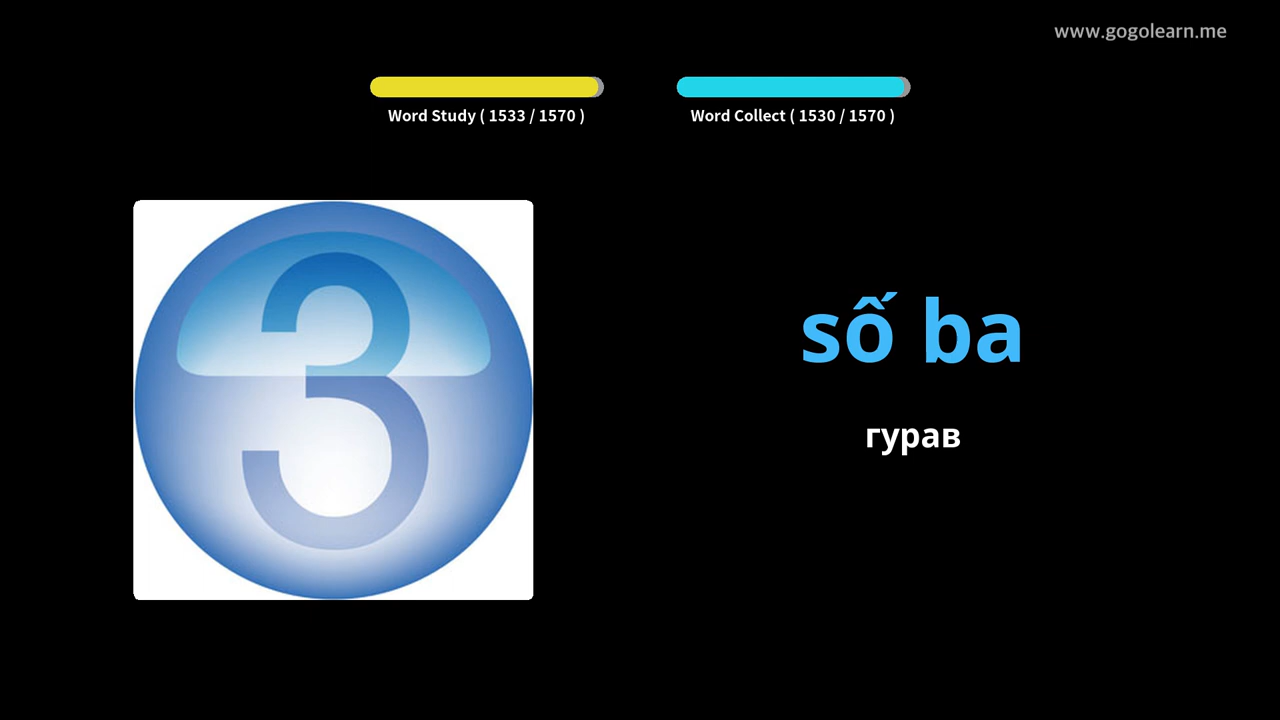 www.gogolearn.me
Word Study ( 1533 / 1570 )
Word Collect ( 1530 / 1570 )
3
số ba
гурав